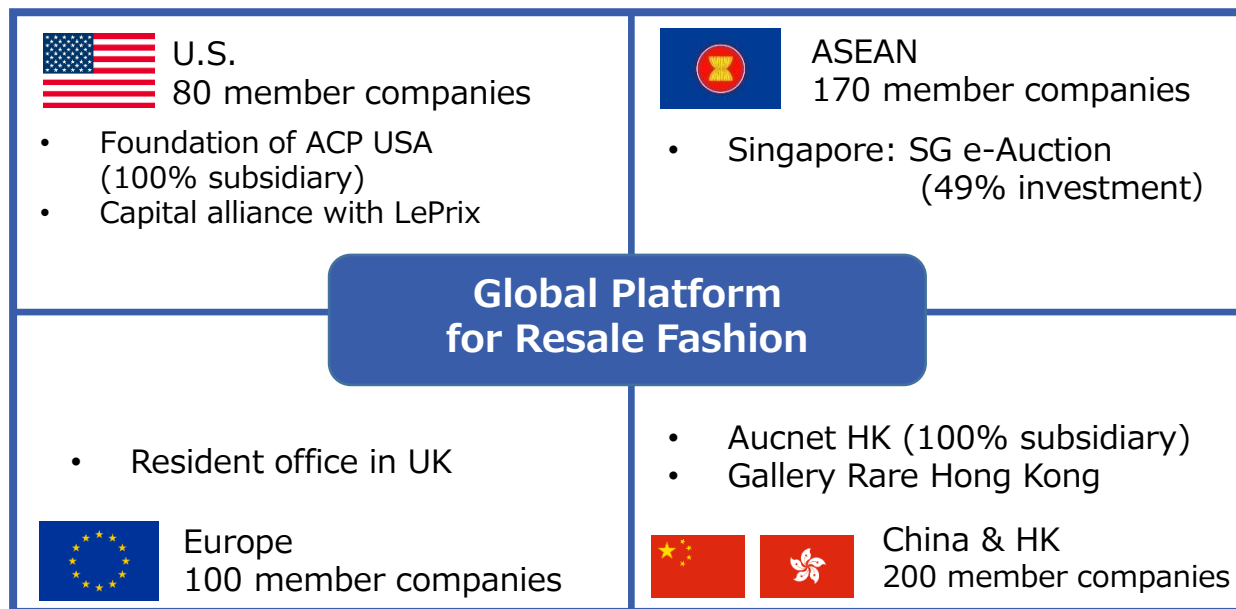 U.S.
80 member companies
• Foundation of ACP USA
(100% subsidiary)
• Capital alliance with LePrix
ASEAN
170 member companies
• Singapore: SG e-Auction
(49% investment)
Global Platform
for Resale Fashion
• Resident office in UK
Europe
100 member companies
• Aucnet HK (100% subsidiary)
• Gallery Rare Hong Kong
China & HK
200 member companies